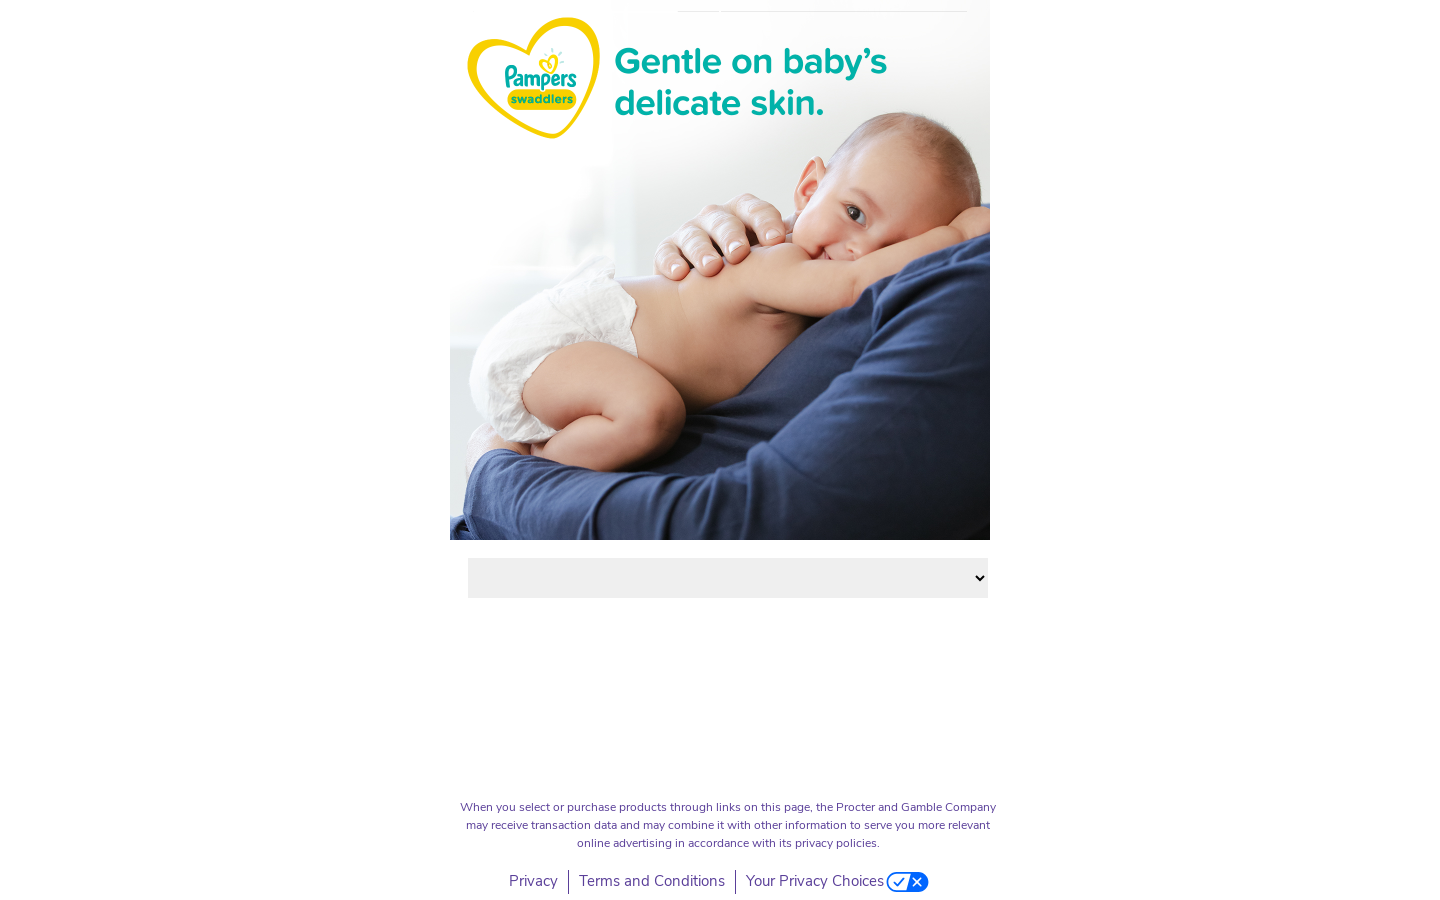 Pampers
swaddlers
Gentle on baby’s
delicate skin.
When you select or purchase products through links on this page, the Procter and Gamble Company
may receive transaction data and may combine it with other information to serve you more relevant
online advertising in accordance with its privacy policies.
Privacy
Terms and Conditions
Your Privacy Choices